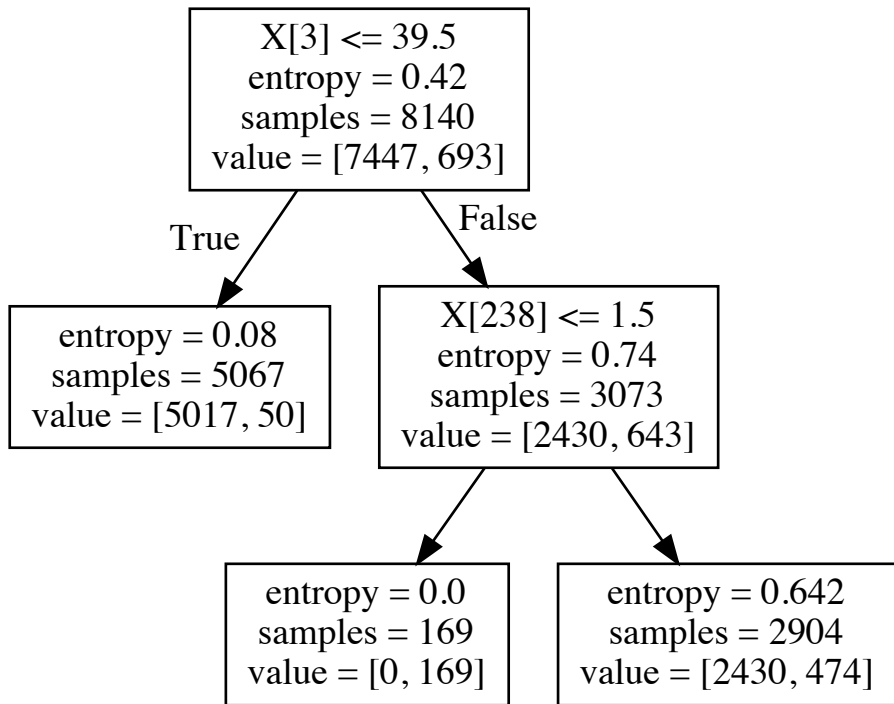 X[3] <= 39.5
entropy = 0.42
samples = 8140
value = [7447, 693]
True
False
entropy = 0.08
samples = 5067
value = [5017, 50]
X[238] <= 1.5
entropy = 0.74
samples = 3073
value = [2430, 643]
entropy = 0.0
samples = 169
value = [0, 169]
entropy = 0.642
samples = 2904
value = [2430, 474]